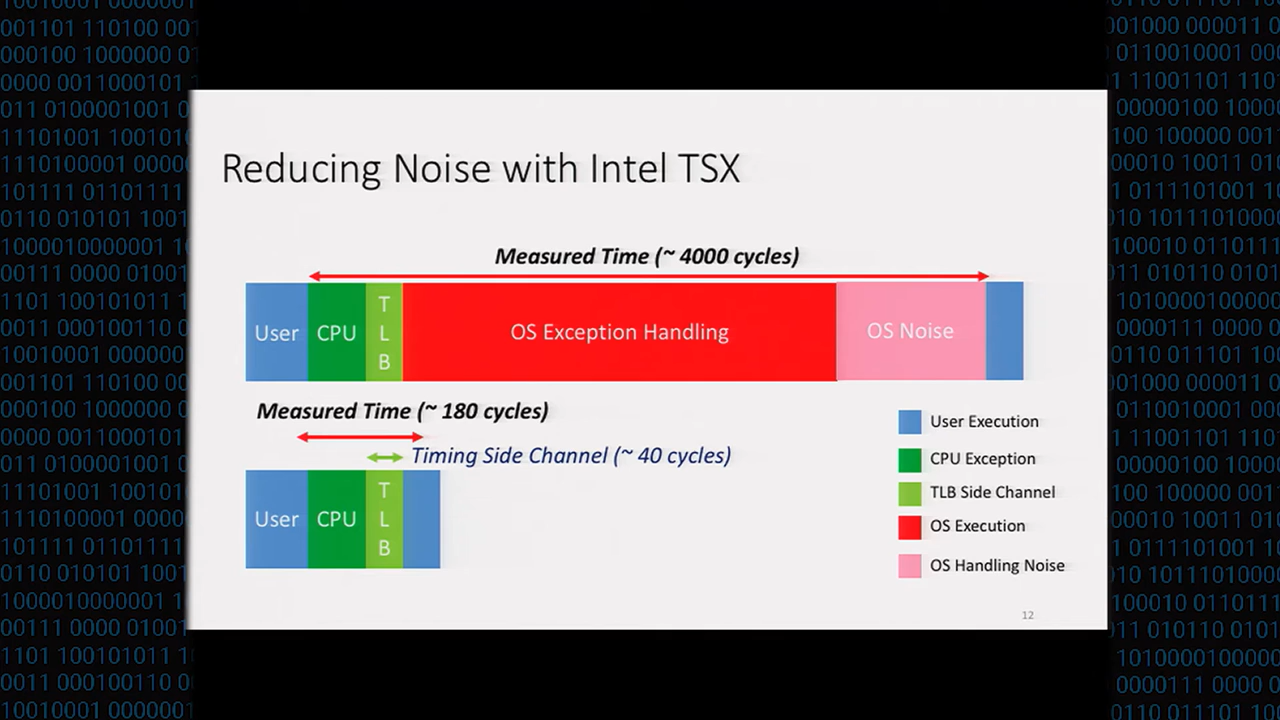 Reducing Noise with Intel TSX
Measured Time (~ 4000 cycles)
User
CPU
T
L
B
OS Exception Handling
OS Noise
Measured Time (~ 180 cycles)
Timing Side Channel (~ 40 cycles)
User
CPU
T
L
B
User Execution
CPU Exception
TLB Side Channel
OS Execution
OS Handling Noise
12